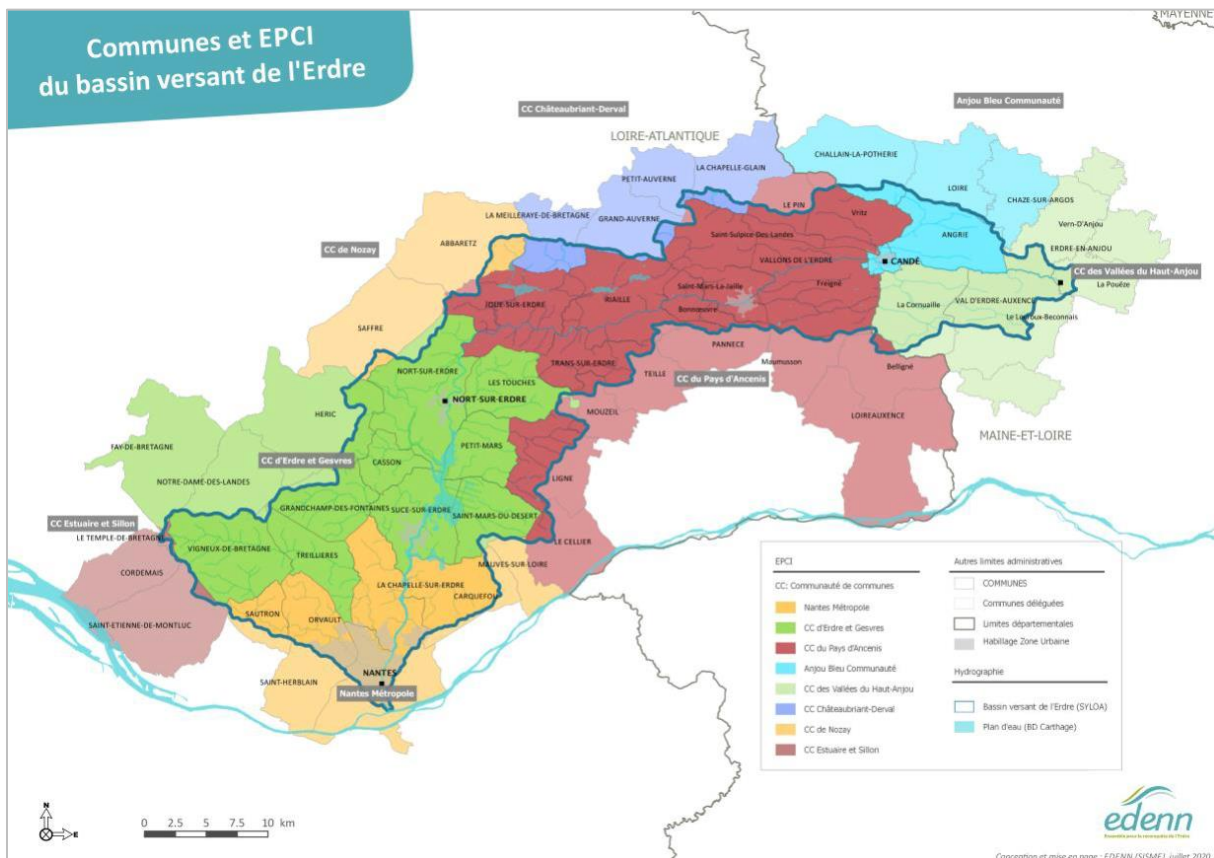 Communes et EPCI
du bassin versant de l'Erdre
MAYENNE
CC Châteaubriant-Derval
Anjou Bleu Communauté
LOIRE-ATLANTIQUE
CHALLAIN-LA-POTHERIE
LA CHAPELLE-GLAIN
PETIT-AUVERNE
LOIRE
CHAZE-SUR-ARGOS
LE PIN
LA MEILLERAYE-DE-BRETAGNE
GRAND-AUVERNE
Vritz
Vern-D'Anjou
ABBARETZ
Saint-Sulpice-Des-Landes
ANGRIE
CC de Nozay
ERDRE-EN-ANJOU
VALLONS DE L'ERDRE
CANDÉ
CC des Vallées du Haut-Anjou
La Pouëze
Saint-Mars-La-Jaille
Freigné
JOUE-SUR-ERDRE
RIAILLE
La Cornuaille
VAL D'ERDRE-AUXENCE
Bonnœuvre
Le Louroux-Beconnais
SAFFRE
PANNECE
Maumusson
TRANS-SUR-ERDRE
Belligné
NORT-SUR-ERDRE
TEILLE
CC du Pays d'Ancenis
LES TOUCHES
NORT-SUR-ERDRE
MOUZEIL
LOIREAUXENCE
HERIC
MAINE-ET-LOIRE
FAY-DE-BRETAGNE
PETIT-MARS
CC d'Erdre et Gesvres
CASSON
LIGNE
NOTRE-DAME-DES-LANDES
GRANDCHAMP-DES-FONTAINES
SUCE-SUR-ERDRE
SAINT-MARS-DU-DESERT
CC Estuaire et Sillon
LE TEMPLE-DE-BRETAGNE
LE CELLIER
VIGNEUX-DE-BRETAGNE
TREILLIERES
MAUVES-SUR-LOIRE
CORDEMAIS
LA CHAPELLE-SUR-ERDRE
CARQUEFOU
SAUTRON
ORVAULT
SAINT-ETIENNE-DE-MONTLUC
NANTES
SAINT-HERBLAIN
Nantes Métropole
EPCI
CC: Communauté de communes
Nantes Métropole
CC d'Erdre et Gesvres
CC du Pays d'Ancenis
Anjou Bleu Communauté
CC des Vallées du Haut-Anjou
CC Châteaubriant-Derval
CC de Nozay
CC Estuaire et Sillon
Autres limites administratives
COMMUNES
Communes déléguées
Limites départementales
Habillage Zone Urbaine
Hydrographie
Bassin versant de l'Erdre (SYLOA)
Plan d'eau (BD Carthage)
N
E
0 2.5 5 7.5 10 km
edenn
Conception et mise en page : EDENN (SISME), juillet 2020